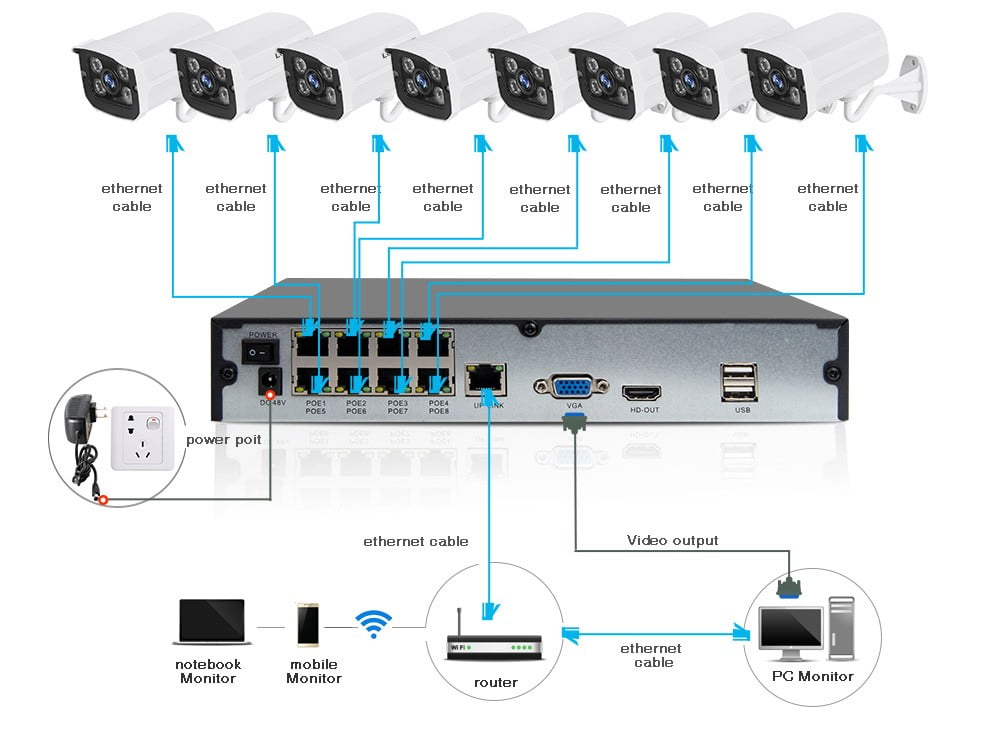 ethernet
cable
ethernet
cable
ethernet
cable
ethernet
cable
ethernet
cable
ethernet
cable
ethernet
cable
ethernet
cable
POWER
DC48V
POE1
POE5
POE2
POE6
POE3
POE7
POE4
POE8
UPLINK
VGA
HD-OUT
USB
power poit
ethernet cable
Video output
WiFi
notebook
Monitor
mobile
Monitor
router
ethernet
cable
PC Monitor